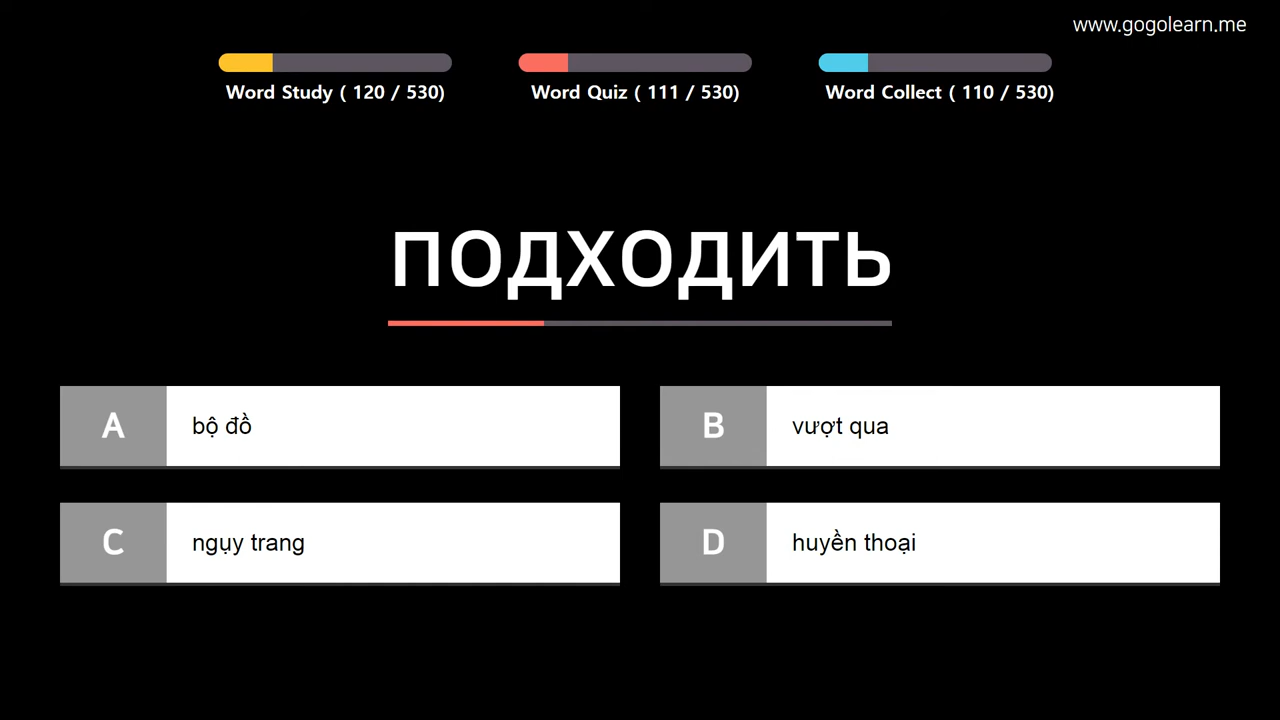 www.gogolearn.me
Word Study ( 120 / 530)
Word Quiz ( 111 / 530)
Word Collect ( 110 / 530)
подходить
A bộ đồ
B vượt qua
C ngụy trang
D huyền thoại